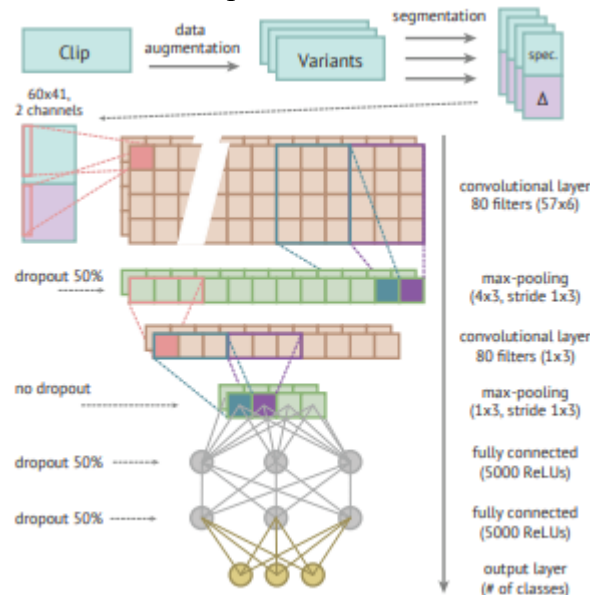 Clip
data
augmentation
Variants
segmentation
spec.
Δ
60x41,
2 channels
convolutional layer
80 filters (57x6)
dropout 50%
max-pooling
(4x3, stride 1x3)
convolutional layer
80 filters (1x3)
no dropout
max-pooling
(1x3, stride 1x3)
dropout 50%
fully connected
(5000 ReLUs)
dropout 50%
fully connected
(5000 ReLUs)
output layer
(# of classes)